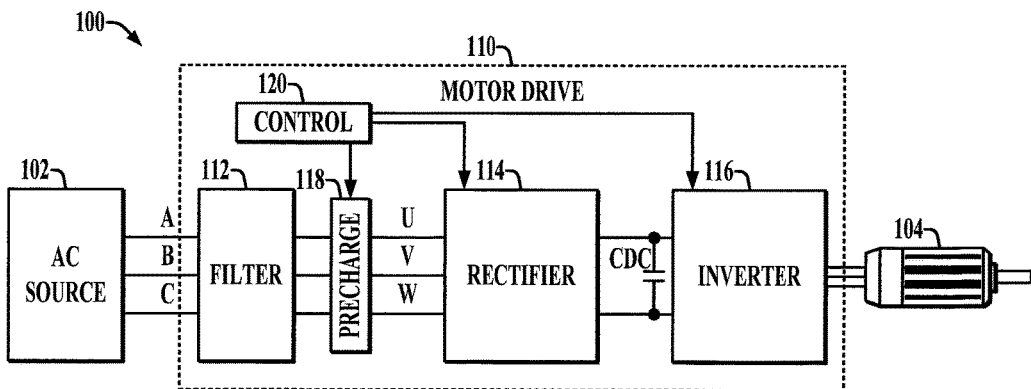 100
110
120
MOTOR DRIVE
CONTROL
102
112
118
114
116
104
A
B
C
U
V
W
AC
SOURCE
FILTER
PRECHARGE
RECTIFIER
CDC
INVERTER